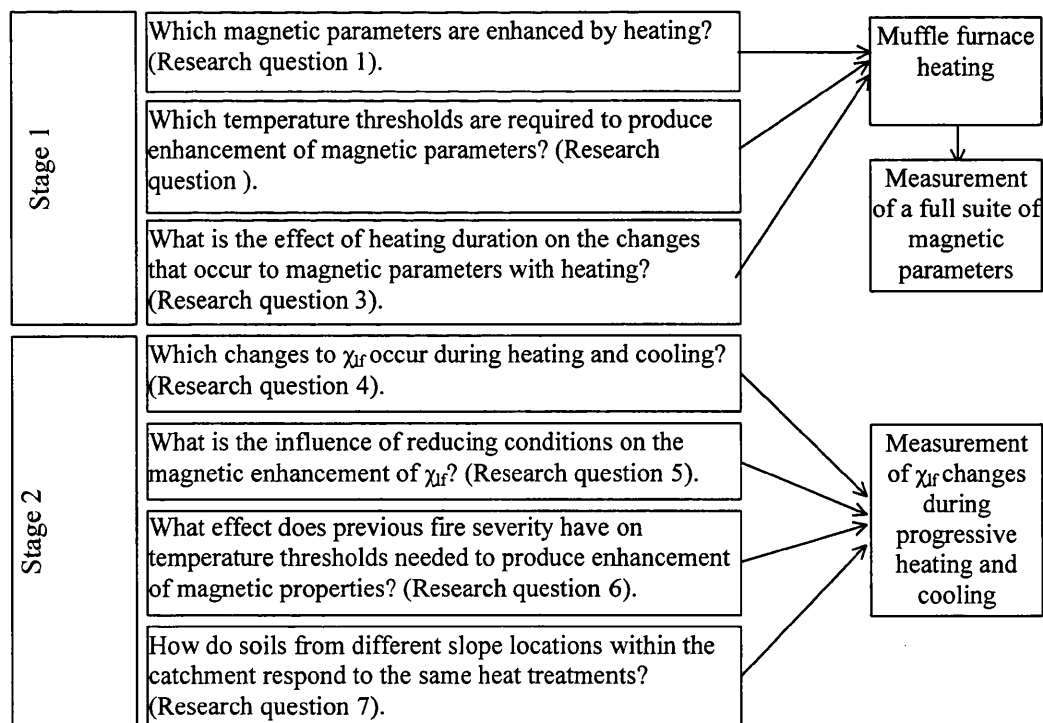 Stage 1
Which magnetic parameters are enhanced by heating?
(Research question 1).
Which temperature thresholds are required to produce
enhancement of magnetic parameters? (Research
question ).
What is the effect of heating duration on the changes
that occur to magnetic parameters with heating?
(Research question 3).
Muffle furnace
heating
Measurement
of a full suite of
magnetic
parameters
Stage 2
Which changes to χlf occur during heating and cooling?
(Research question 4).
What is the influence of reducing conditions on the
magnetic enhancement of χlf? (Research question 5).
What effect does previous fire severity have on
temperature thresholds needed to produce enhancement
of magnetic properties? (Research question 6).
How do soils from different slope locations within the
catchment respond to the same heat treatments?
(Research question 7).
Measurement
of χlf changes
during
progressive
heating and
cooling